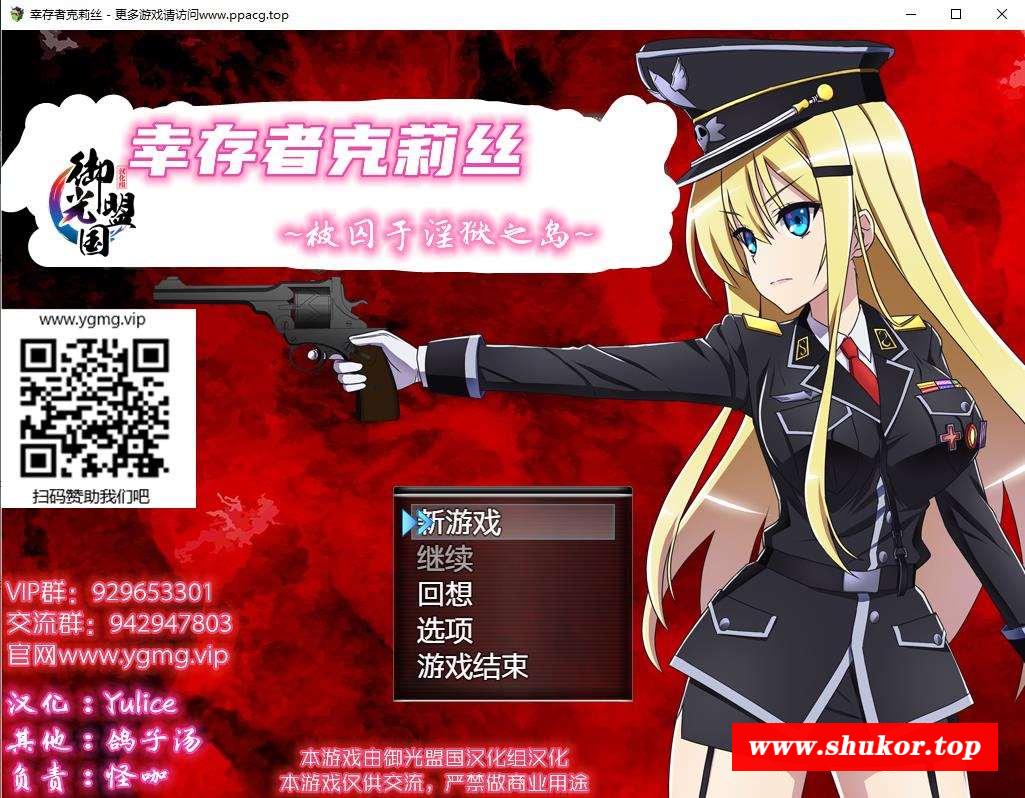 幸存者克莉丝 - 更多游戏请访问www.ppacg.top
幸存者克莉丝
御光盟国
汉化组
~被囚于淫狱之岛~
www.ygmg.vip
扫码赞助我们吧
新游戏
继续
回想
选项
游戏结束
VIP群：929653301
交流群：942947803
官网www.ygmg.vip
汉化：Yulice
其他：鸽子汤
负责：怪咖
本游戏由御光盟国汉化组汉化
本游戏仅供交流，严禁做商业用途
www.shukor.top